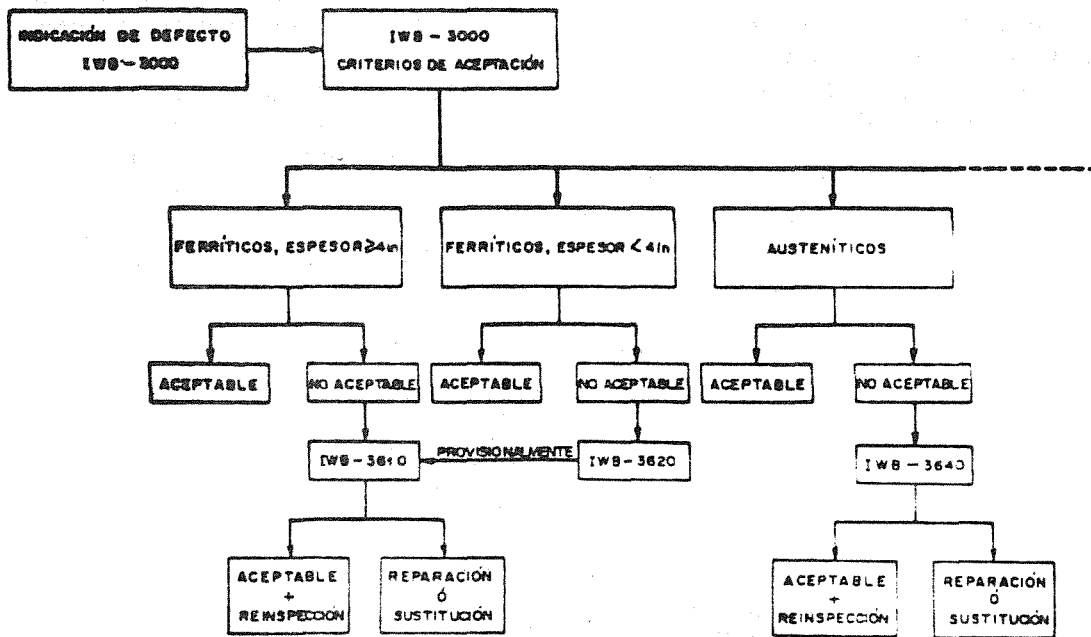 INDICACIÓN DE DEFECTO
IWB-3000
IWB - 3000
CRITERIOS DE ACEPTACIÓN
FERRÍTICOS, ESPESOR ≥4in
FERRÍTICOS, ESPESOR < 4in
AUSTENÍTICOS
ACEPTABLE
NO ACEPTABLE
ACEPTABLE
NO ACEPTABLE
ACEPTABLE
NO ACEPTABLE
IWB-3610
PROVISIONALMENTE
IWB-3620
IWB - 3640
ACEPTABLE
+
REINSPECCIÓN
REPARACIÓN
Ó
SUSTITUCIÓN
ACEPTABLE
+
REINSPECCIÓN
REPARACIÓN
Ó
SUSTITUCIÓN